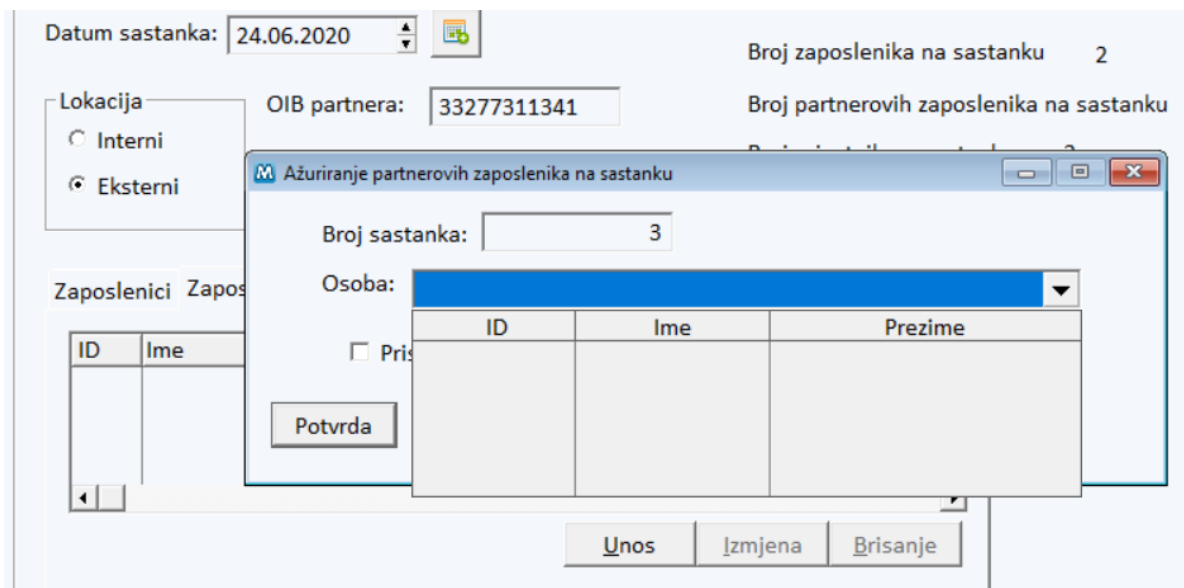 Datum sastanka: 24.06.2020
Broj zaposlenika na sastanku 2
Lokacija
OIB partnera: 33277311341
Broj partnerovih zaposlenika na sastanku
Interni
Eksterni
Ažuriranje partnerovih zaposlenika na sastanku
Broj sastanka: 3
Osoba:
Zaposlenici
ID Ime Prezime
ID Ime
Potvrda
Unos Izmjena Brisanje